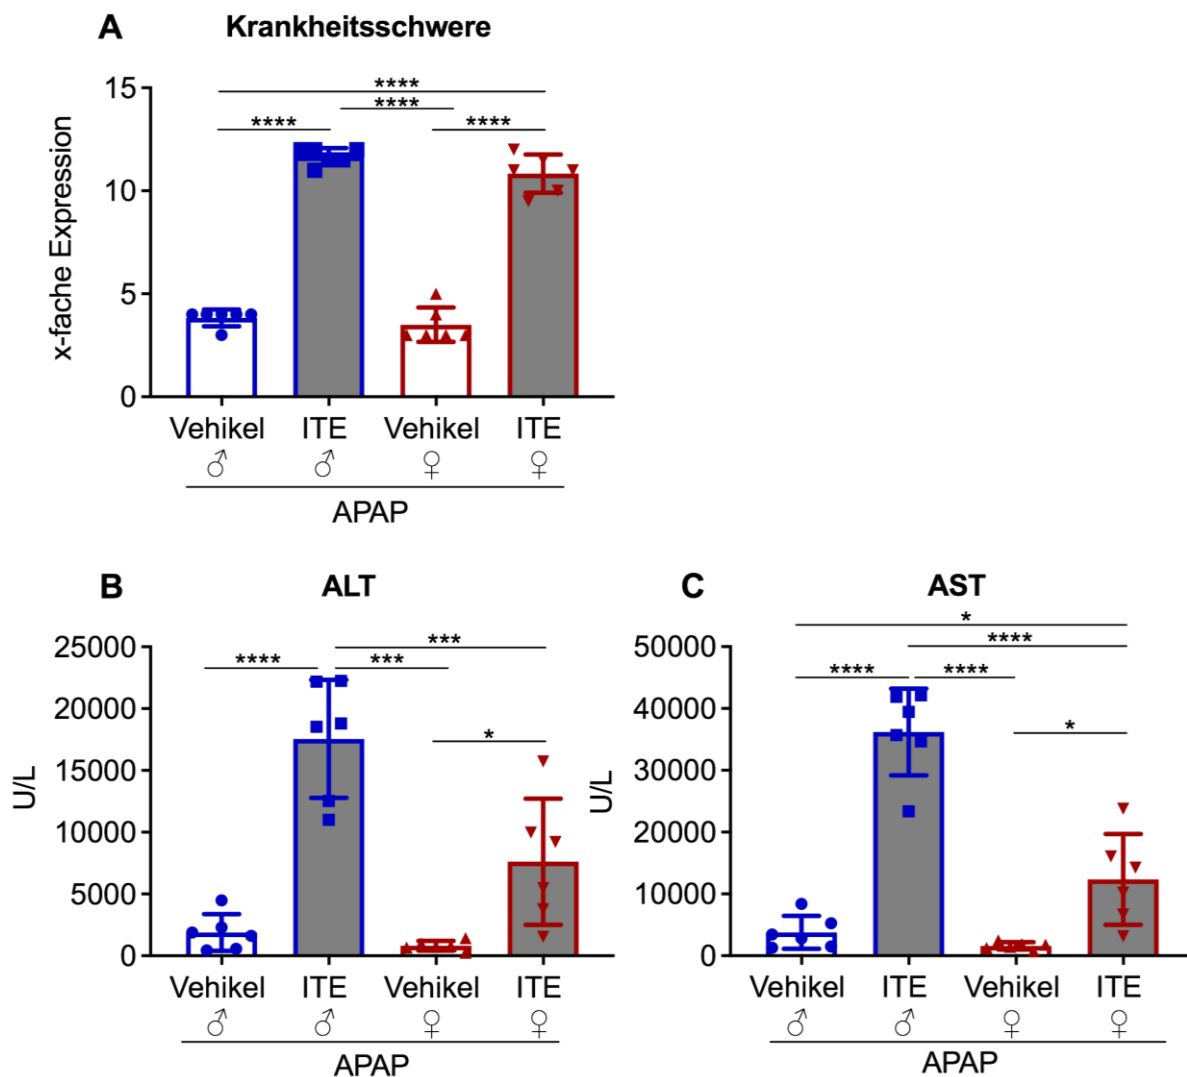 A Krankheitsschwere
x-fache Expression
15
10
5
0
****
**** ****
****
****
Vehikel ITE Vehikel ITE
♂ ♂ ♀ ♀
APAP
B ALT
U/L
25000
20000
15000
10000
5000
0
***
**** ***
*
Vehikel ITE Vehikel ITE
♂ ♂ ♀ ♀
APAP
C AST
U/L
50000
40000
30000
20000
10000
0
*
****
**** ****
*
Vehikel ITE Vehikel ITE
♂ ♂ ♀ ♀
APAP